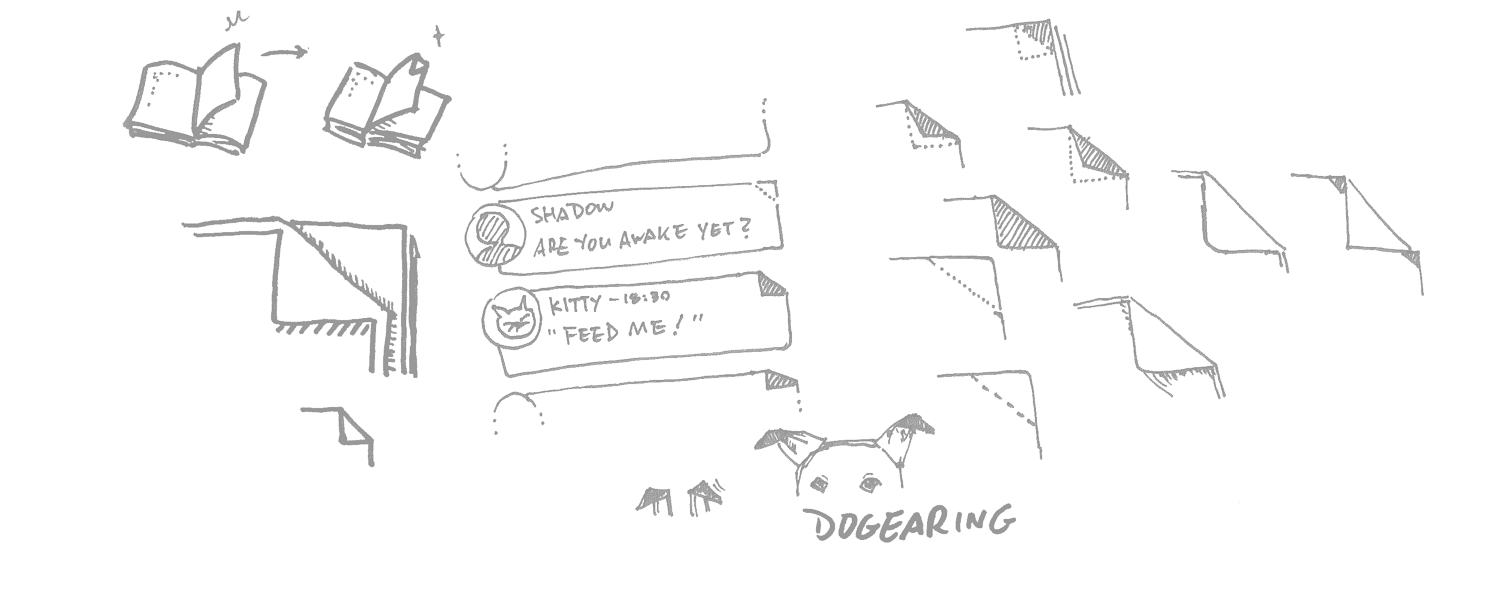 SHADOW
ARE YOU AWAKE YET?
KITTY - 18:30
"FEED ME!"
DOGEARING